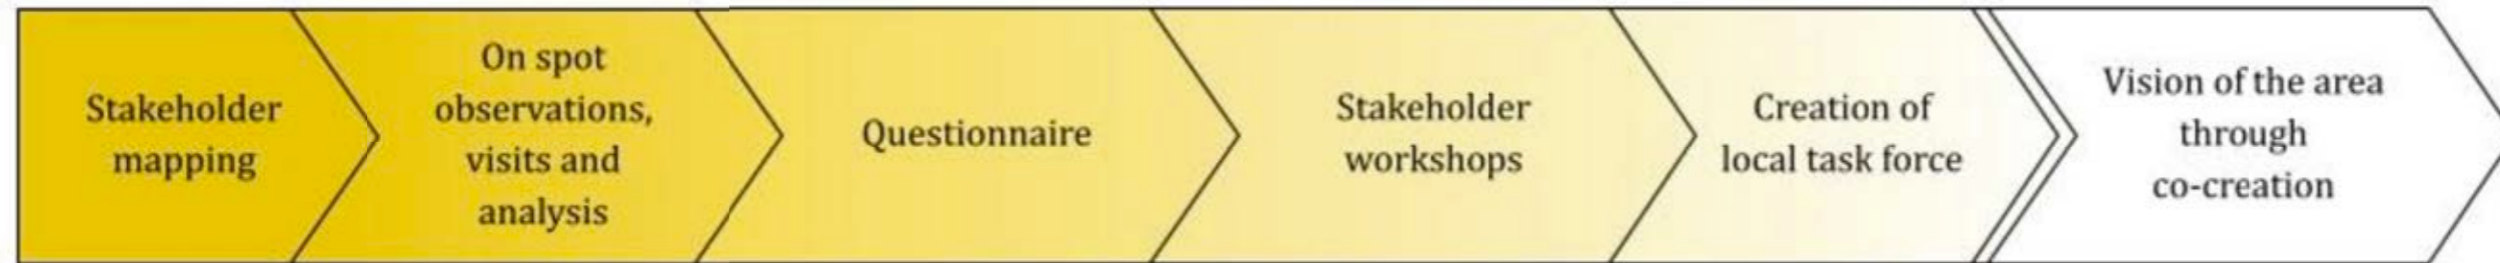 Stakeholder
mapping
On spot
observations,
visits and
analysis
Questionnaire
Stakeholder
workshops
Creation of
local task force
Vision of the area
through
co-creation